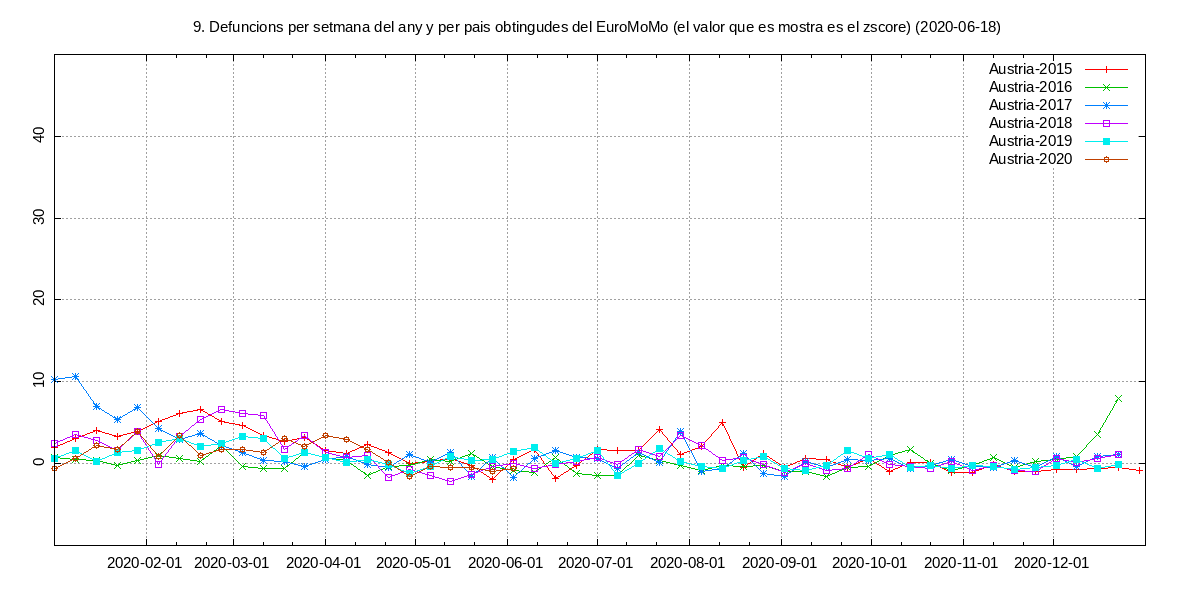 9. Defuncions per setmana del any y per pais obtingudes del EuroMoMo (el valor que es mostra es el zscore) (2020-06-18)
Austria-2015
Austria-2016
Austria-2017
Austria-2018
Austria-2019
Austria-2020
40
30
20
10
0
2020-02-01 2020-03-01 2020-04-01 2020-05-01 2020-06-01 2020-07-01 2020-08-01 2020-09-01 2020-10-01 2020-11-01 2020-12-01